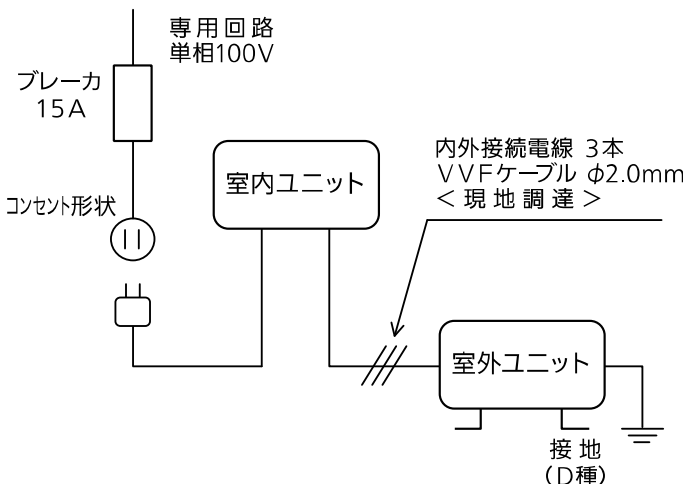 専用回路
単相100V
ブレーカ
15A
コンセント形状
室内ユニット
内外接続電線 3本
VVFケーブル φ2.0mm
<現地調達>
室外ユニット
接地
(D種)